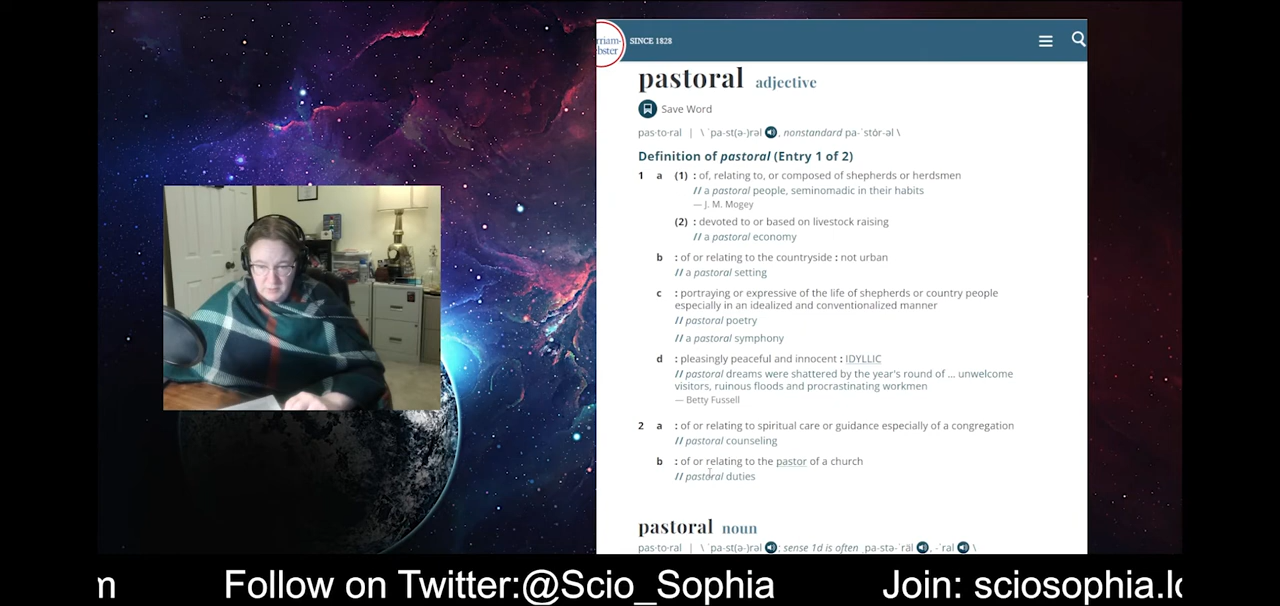 rriam-
ebster
SINCE 1828
pastoral adjective
Save Word
pas·to·ral | \ ˈpa-st(ə-)rəl , nonstandard pa-ˈstȯr-əl \
Definition of pastoral (Entry 1 of 2)
1 a (1) : of, relating to, or composed of shepherds or herdsmen
// a pastoral people, seminomadic in their habits
— J. M. Mogey
(2) : devoted to or based on livestock raising
// a pastoral economy
b : of or relating to the countryside : not urban
// a pastoral setting
c : portraying or expressive of the life of shepherds or country people
especially in an idealized and conventionalized manner
// pastoral poetry
// a pastoral symphony
d : pleasingly peaceful and innocent : IDYLLIC
// pastoral dreams were shattered by the year's round of ... unwelcome
visitors, ruinous floods and procrastinating workmen
— Betty Fussell
2 a : of or relating to spiritual care or guidance especially of a congregation
// pastoral counseling
b : of or relating to the pastor of a church
// pastoral duties
pastoral noun
pas·to·ral | \ ˈpa-st(ə-)rəl ; sense 1d is often pa-stə-ˈräl , -ˈral \
m Follow on Twitter:@Scio_Sophia Join: sciosophia.lo